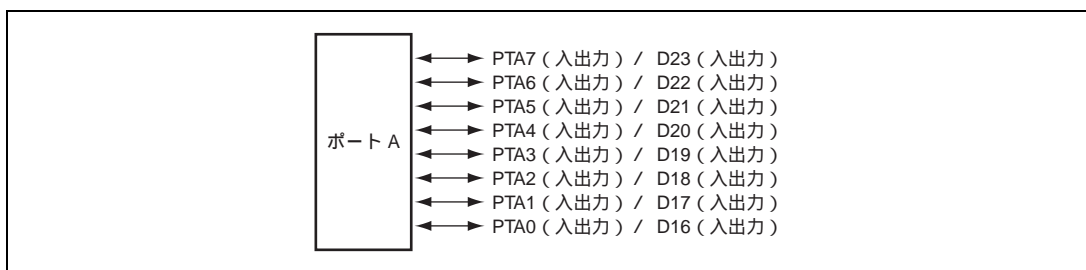 ポート A
PTA7(入出力)/ D23(入出力)
PTA6(入出力)/ D22(入出力)
PTA5(入出力)/ D21(入出力)
PTA4(入出力)/ D20(入出力)
PTA3(入出力)/ D19(入出力)
PTA2(入出力)/ D18(入出力)
PTA1(入出力)/ D17(入出力)
PTA0(入出力)/ D16(入出力)